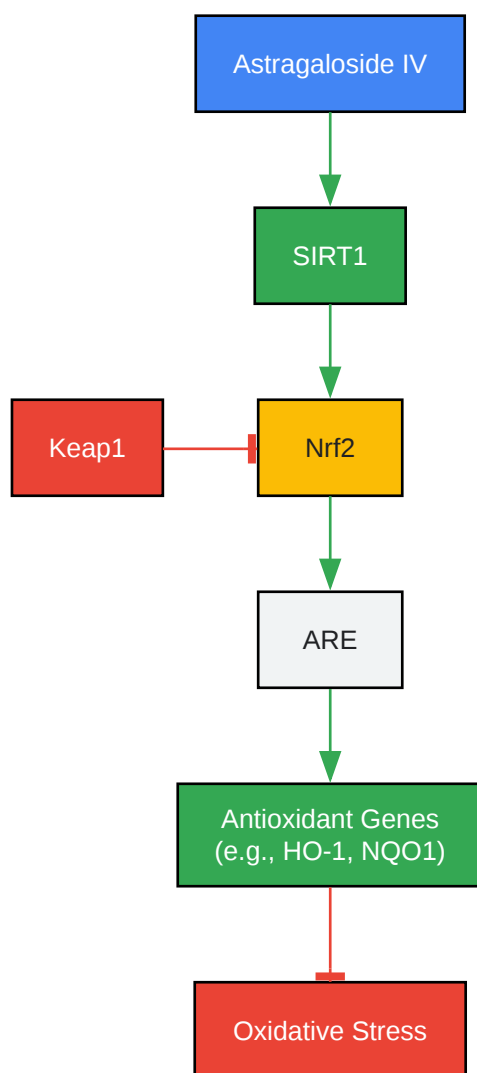 Astragaloside IV
SIRT1
Keap1
Nrf2
ARE
Antioxidant Genes
(e.g., HO-1, NQO1)
Oxidative Stress